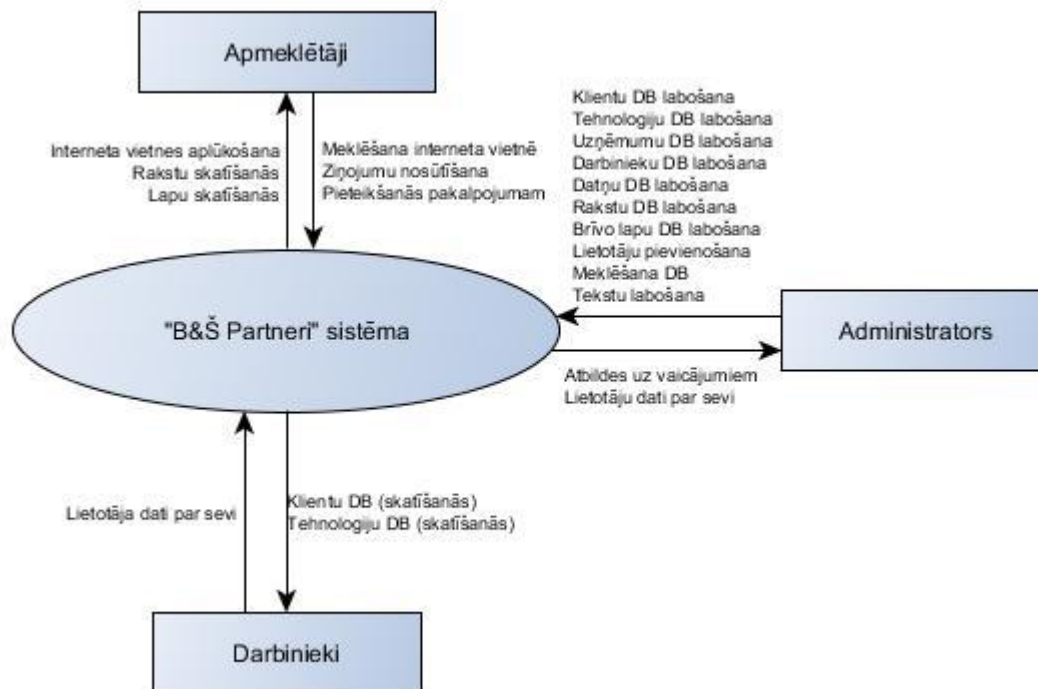 Apmeklētāji
Interneta vietnes aplūkošana
Rakstu skatīšanās
Lapu skatīšanās
Meklēšana interneta vietnē
Ziņojumu nosūtīšana
Pieteikšanās pakalpojumam
Klientu DB labošana
Tehnologiju DB labošana
Uzņēmumu DB labošana
Darbinieku DB labošana
Datņu DB labošana
Rakstu DB labošana
Brīvo lapu DB labošana
Lietotāju pievienošana
Meklēšana DB
Tekstu labošana
"B&Š Partneri" sistēma
Administrators
Atbildes uz vaicājumiem
Lietotāju dati par sevi
Lietotāja dati par sevi
Klientu DB (skatīšanās)
Tehnologiju DB (skatīšanās)
Darbinieki